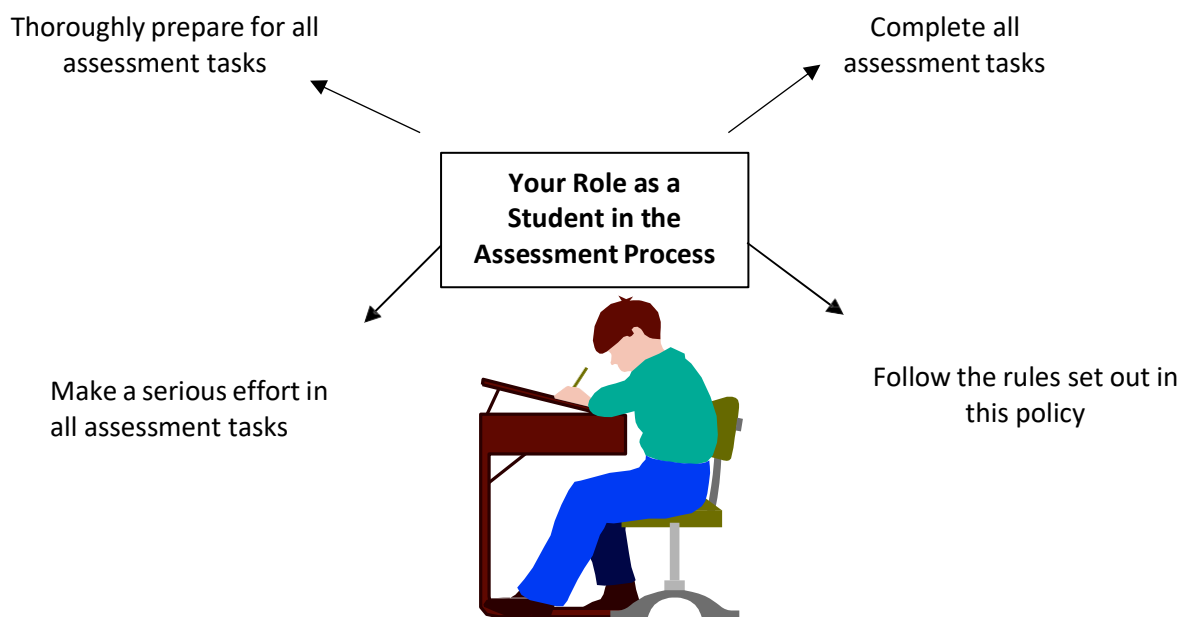 Thoroughly prepare for all
assessment tasks
Complete all
assessment tasks
Your Role as a
Student in the
Assessment Process
Make a serious effort in
all assessment tasks
Follow the rules set out in
this policy